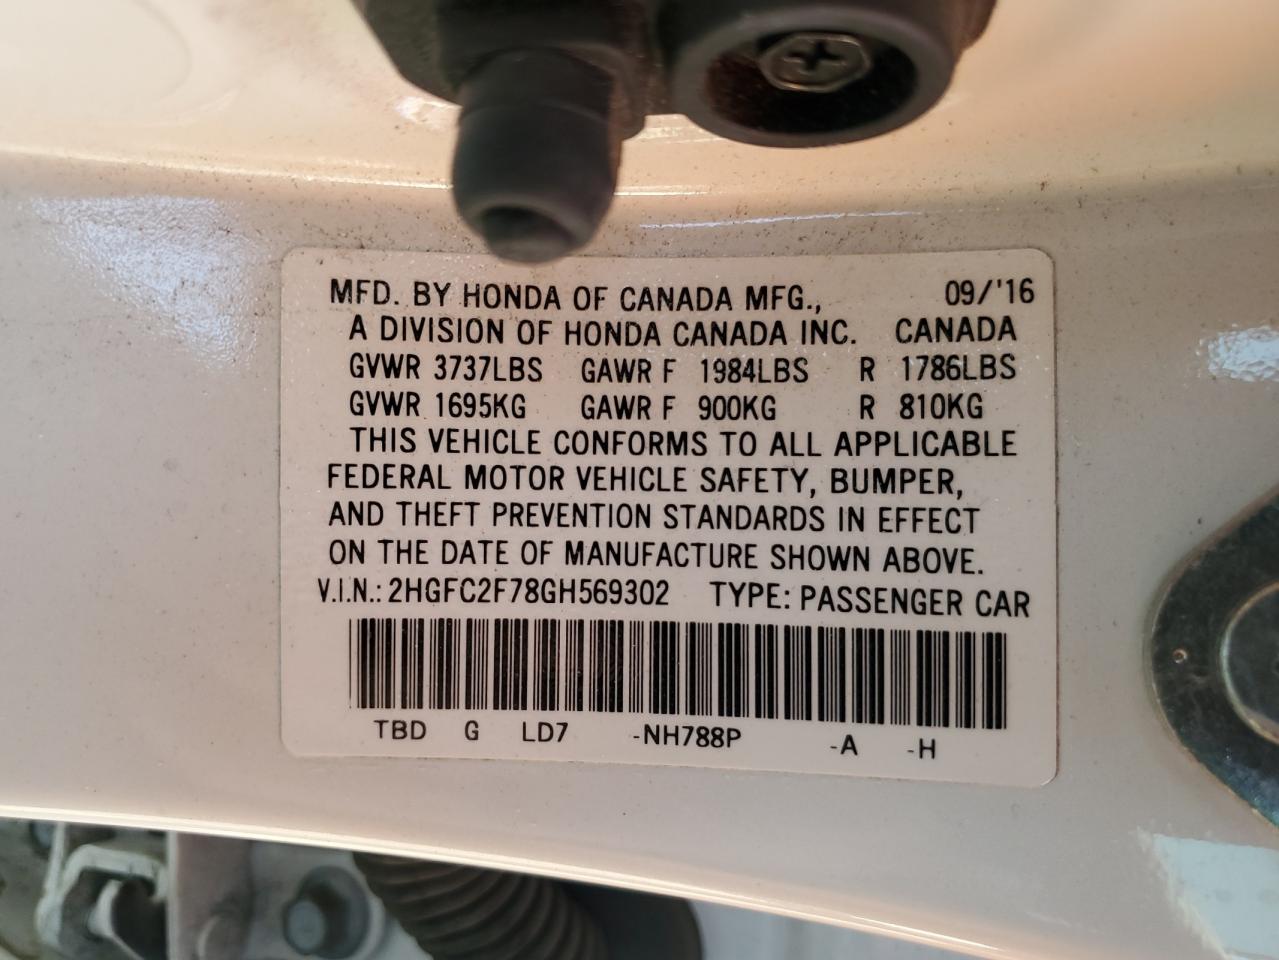 MFD. BY HONDA OF CANADA MFG., 09/'16
A DIVISION OF HONDA CANADA INC. CANADA
GVWR 3737LBS GAWR F 1984LBS R 1786LBS
GVWR 1695KG GAWR F 900KG R 810KG
THIS VEHICLE CONFORMS TO ALL APPLICABLE
FEDERAL MOTOR VEHICLE SAFETY, BUMPER,
AND THEFT PREVENTION STANDARDS IN EFFECT
ON THE DATE OF MANUFACTURE SHOWN ABOVE.
V.I.N.: 2HGFC2F78GH569302 TYPE: PASSENGER CAR
TBD G LD7 -NH788P -A -H